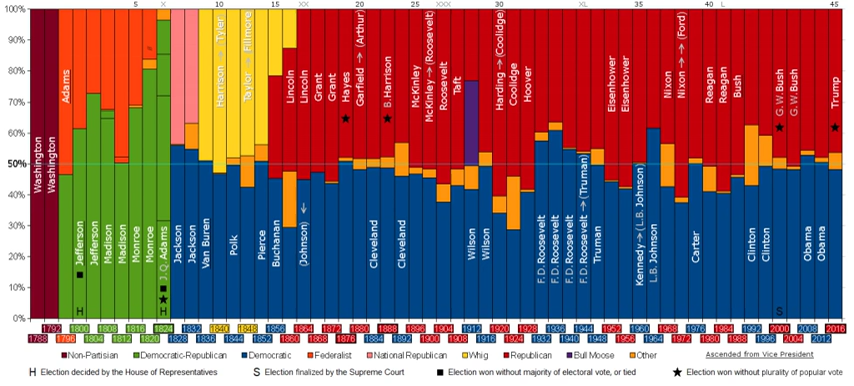 5 X 10 15 XX 20 25 XXX 30 XL 35 40 L 45
100%
90%
80%
70%
60%
50%
40%
30%
20%
10%
0%
Washington
Washington
Adams
Jefferson
Jefferson
Madison
Madison
Monroe
Monroe
J.Q. Adams
Jackson
Jackson
Van Buren
Harrison → Tyler
Polk
Taylor → Fillmore
Pierce
Buchanan
Lincoln
Lincoln
(Johnson)
Grant
Grant
Hayes
Garfield → (Arthur)
Cleveland
B. Harrison
Cleveland
McKinley
McKinley → (Roosevelt)
Roosevelt
Taft
Wilson
Wilson
Harding → (Coolidge)
Coolidge
Hoover
F.D. Roosevelt
F.D. Roosevelt
F.D. Roosevelt
F.D. Roosevelt → (Truman)
Truman
Eisenhower
Eisenhower
Kennedy → (L.B. Johnson)
L.B. Johnson
Nixon
Nixon → (Ford)
Carter
Reagan
Reagan
Bush
Clinton
Clinton
G.W. Bush
G.W. Bush
Obama
Obama
Trump
H H S
1792 1800 1808 1816 1824 1832 1840 1848 1856 1864 1872 1880 1888 1896 1904 1912 1920 1928 1936 1944 1952 1960 1968 1976 1984 1992 2000 2008 2016
1788 1796 1804 1812 1820 1828 1836 1844 1852 1860 1868 1876 1884 1892 1900 1908 1916 1924 1932 1940 1948 1956 1964 1972 1980 1988 1996 2004 2012
Non-Partisian Democratic-Republican Democratic Federalist National Republican Whig Republican Bull Moose Other Ascended from Vice President
H Election decided by the House of Representatives S Election finalized by the Supreme Court ■ Election won without majority of electoral vote, or tied ★ Election won without plurality of popular vote